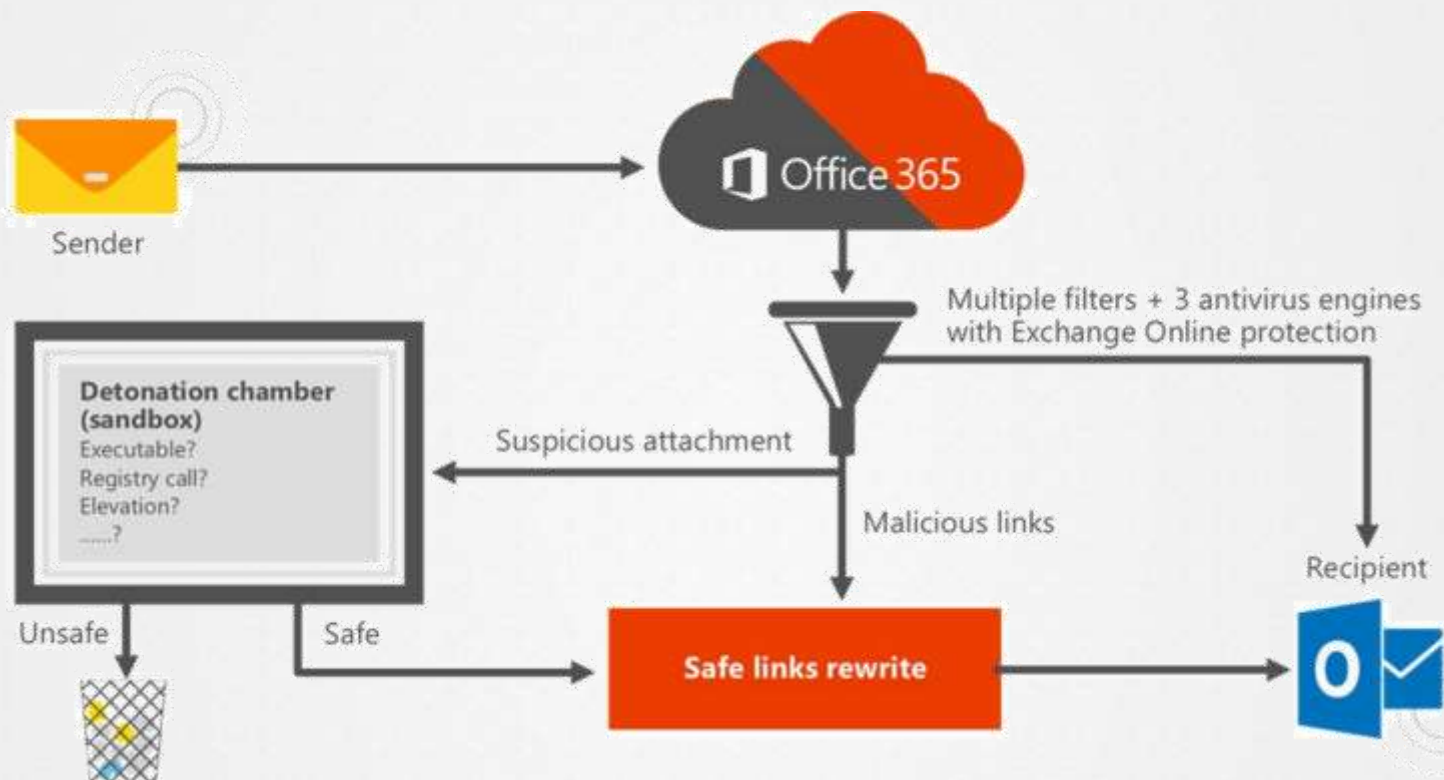 Office 365
Sender
Multiple filters + 3 antivirus engines
with Exchange Online protection
Detonation chamber
(sandbox)
Executable?
Registry call?
Elevation?
......?
Suspicious attachment
Malicious links
Recipient
Unsafe
Safe
Safe links rewrite
O